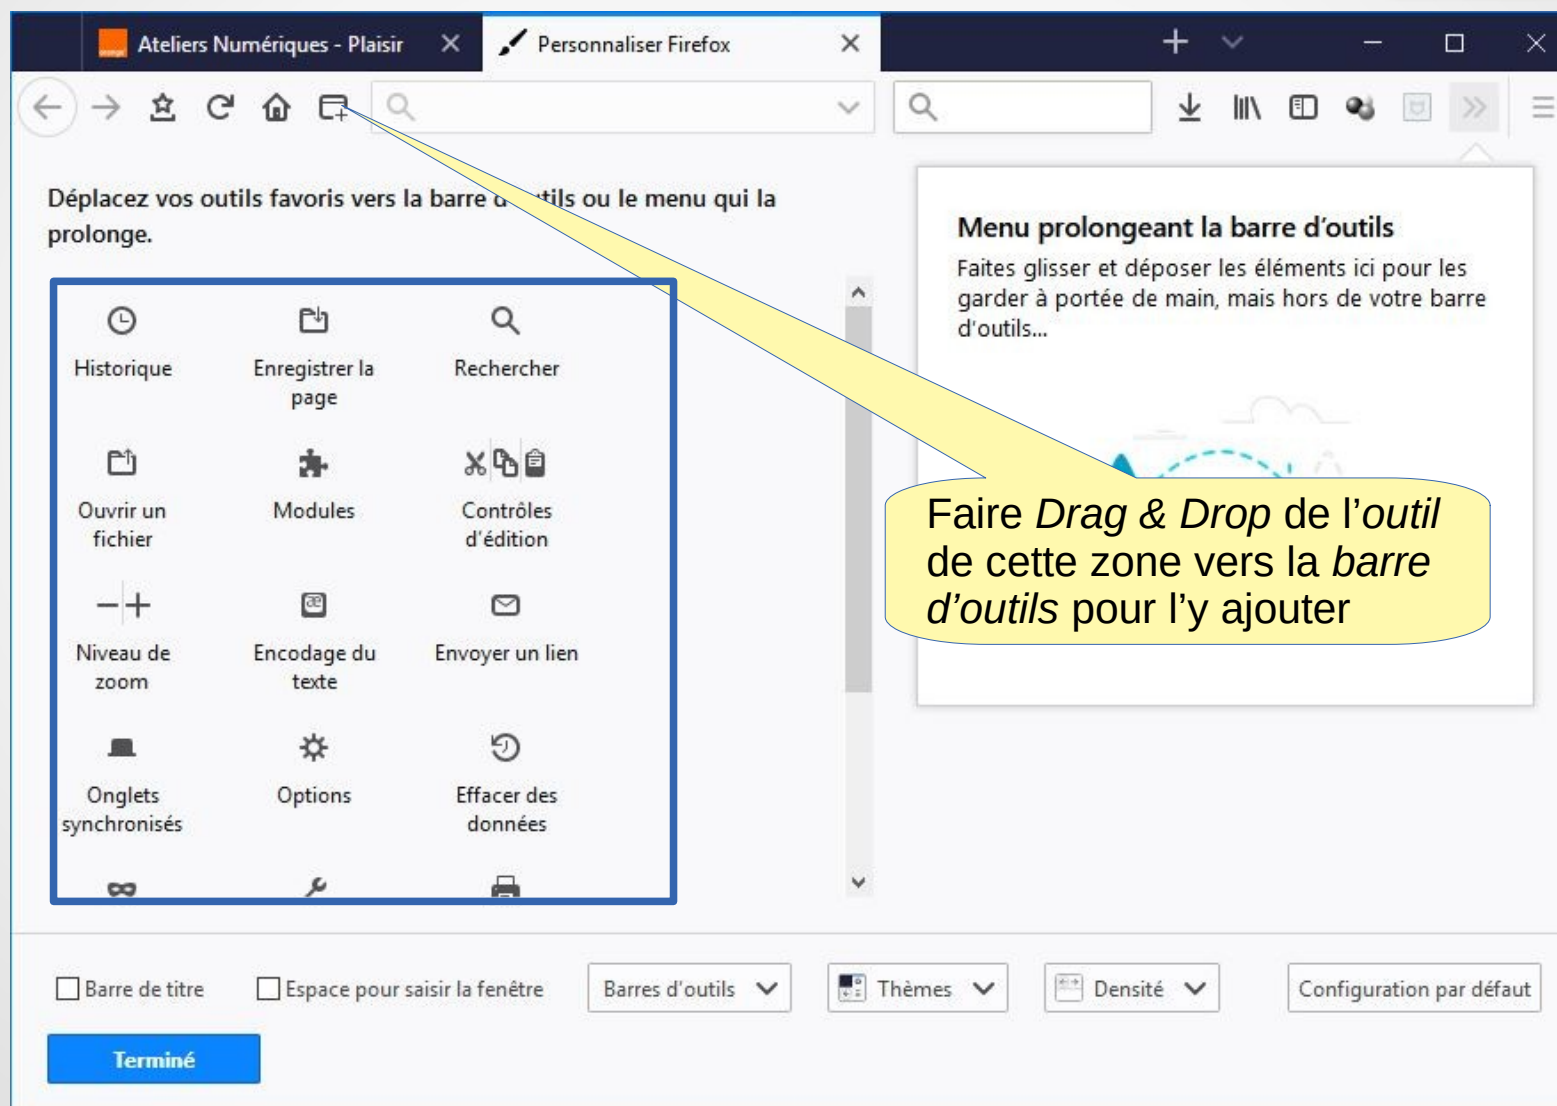 Ateliers Numériques - Plaisir
Personnaliser Firefox
Déplacez vos outils favoris vers la barre d'outils ou le menu qui la
prolonge.
Historique
Enregistrer la
page
Rechercher
Ouvrir un
fichier
Modules
Contrôles
d'édition
Niveau de
zoom
Encodage du
texte
Envoyer un lien
Onglets
synchronisés
Options
Effacer des
données
Menu prolongeant la barre d'outils
Faites glisser et déposer les éléments ici pour les
garder à portée de main, mais hors de votre barre
d'outils...
Faire Drag & Drop de l’outil
de cette zone vers la barre
d’outils pour l’y ajouter
Barre de titre
Espace pour saisir la fenêtre
Barres d'outils
Thèmes
Densité
Configuration par défaut
Terminé